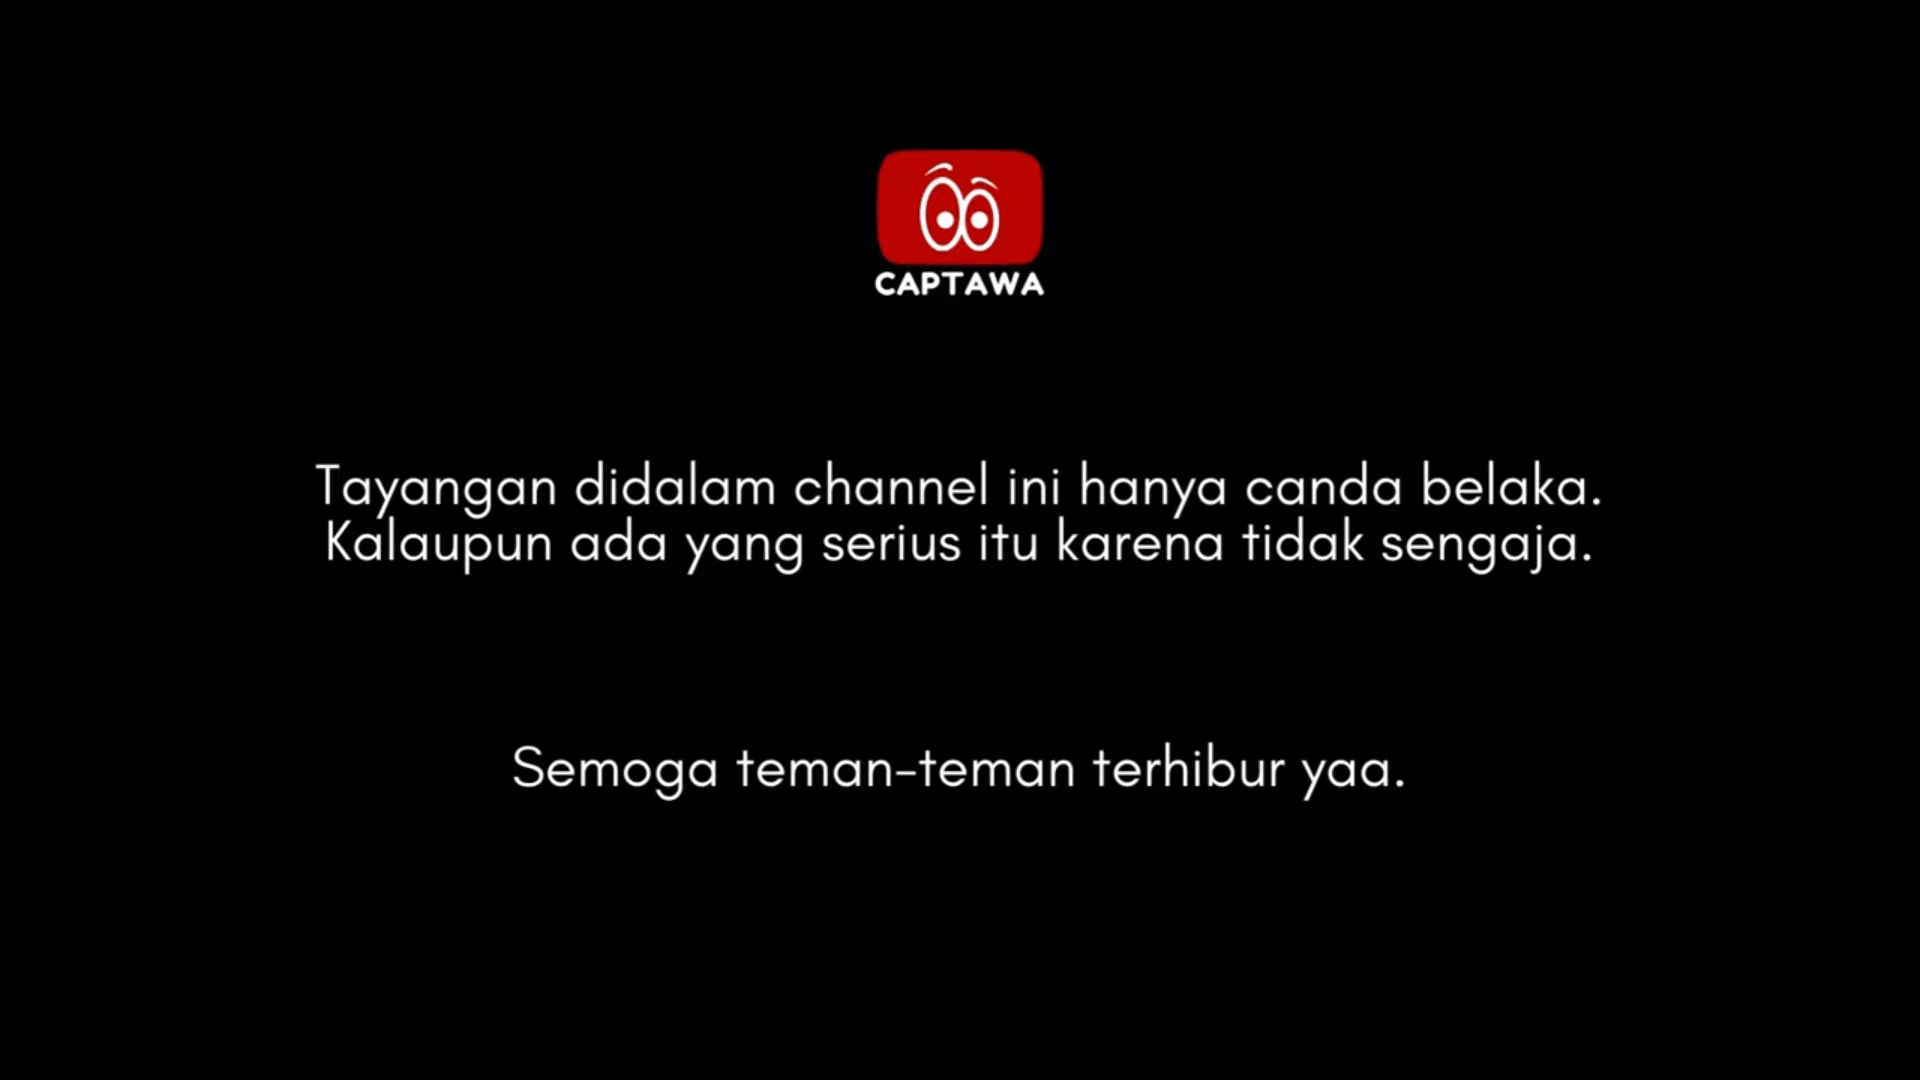 CAPTAWA
Tayangan didalam channel ini hanya canda belaka.
Kalaupun ada yang serius itu karena tidak sengaja.
Semoga teman-teman terhibur yaa.